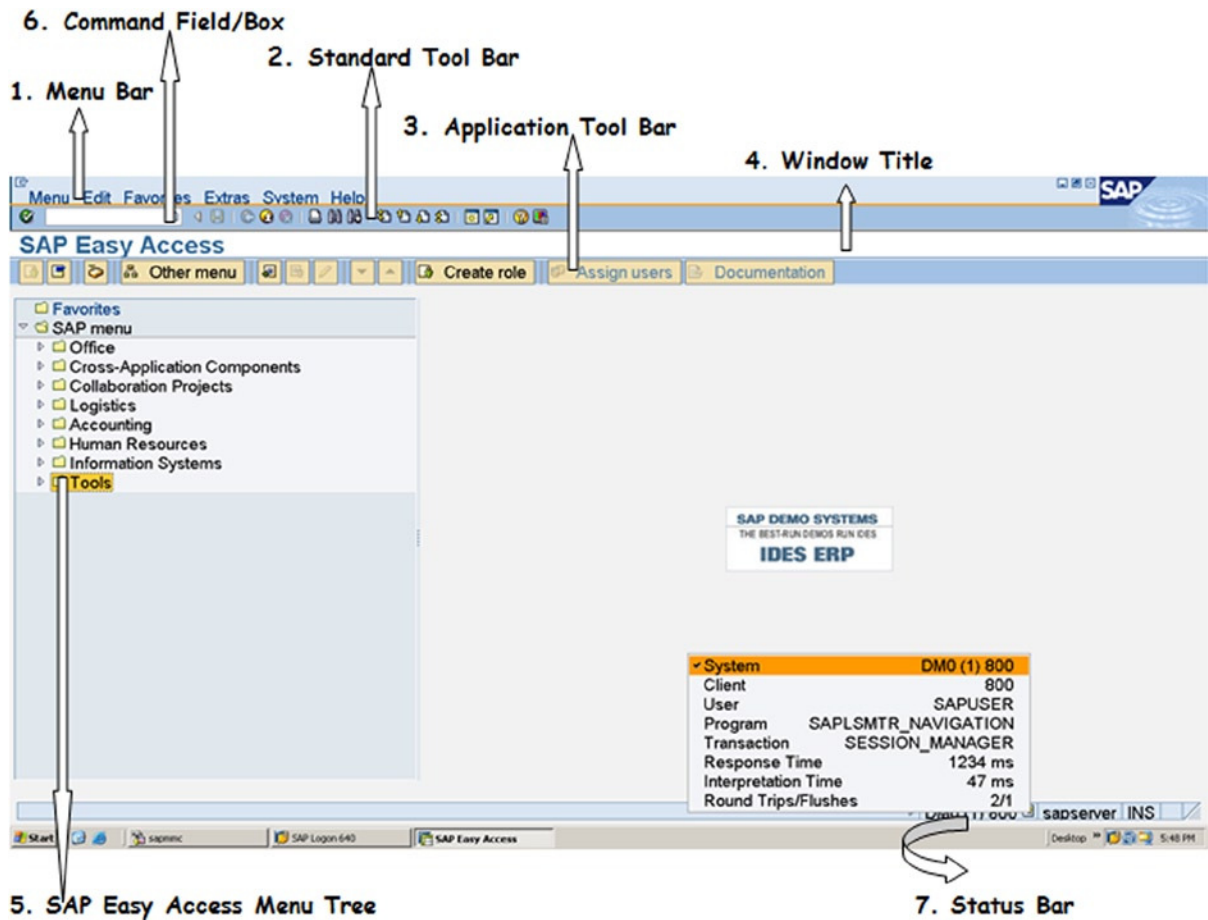 6. Command Field/Box
2. Standard Tool Bar
1. Menu Bar
3. Application Tool Bar
4. Window Title
Menu Edit Favorites Extras System Help
SAP
SAP Easy Access
Other menu Create role Assign users Documentation
Favorites
SAP menu
Office
Cross-Application Components
Collaboration Projects
Logistics
Accounting
Human Resources
Information Systems
Tools
SAP DEMO SYSTEMS
THE BEST-RUN DEMOS RUN IDES
IDES ERP
System DM0 (1) 800
Client 800
User SAPUSER
Program SAPLSMTR_NAVIGATION
Transaction SESSION_MANAGER
Response Time 1234 ms
Interpretation Time 47 ms
Round Trips/Flushes 2/1
DM0 (1) 800 sapserver INS
Start sapmmc SAP Logon 640 SAP Easy Access Desktop 5:48 PM
5. SAP Easy Access Menu Tree
7. Status Bar